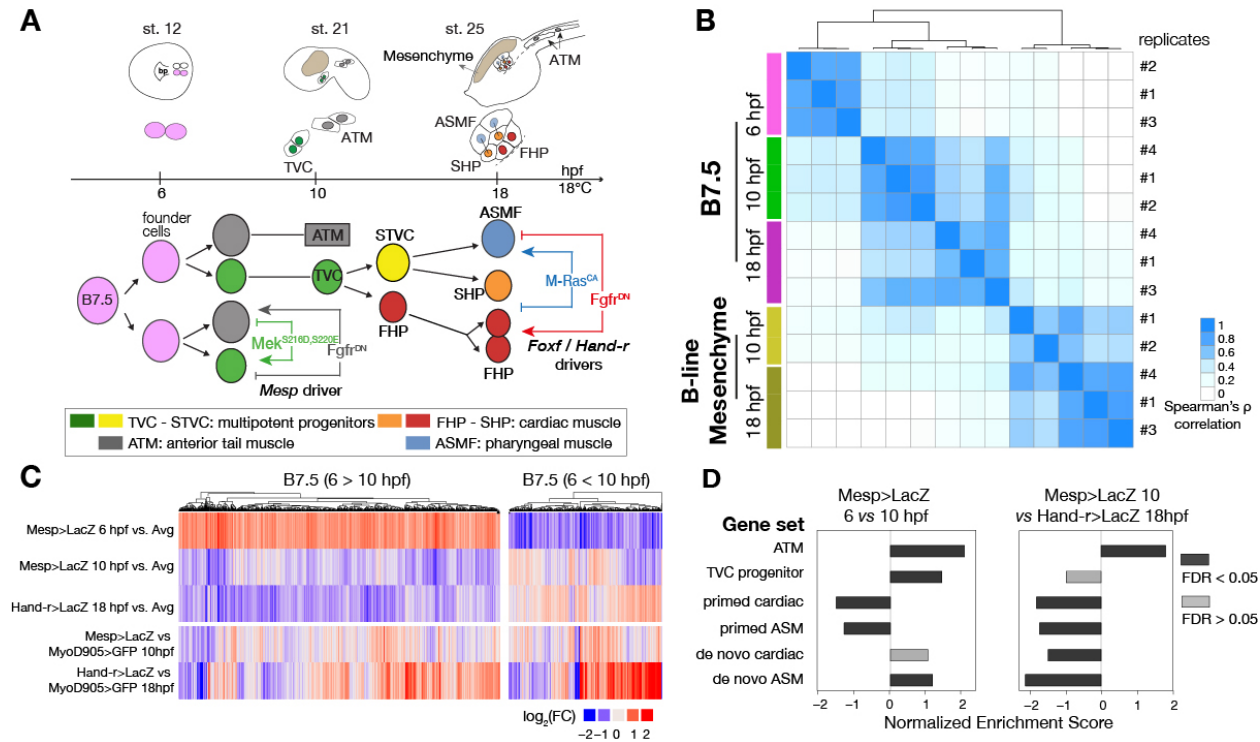 A
st. 12
st. 21
st. 25
bp
Mesenchyme
ATM
ATM
TVC
ASMF
SHP
FHP
6
10
18
hpf
18°C
founder
cells
B7.5
ATM
TVC
STVC
FHP
ASMF
SHP
FHP
M-Ras^CA
Fgfr^DN
Mek^S216D,S220E
Fgfr^DN
Mesp driver
Foxf / Hand-r
drivers
TVC - STVC: multipotent progenitors
FHP - SHP: cardiac muscle
ATM: anterior tail muscle
ASMF: pharyngeal muscle
B
replicates
B7.5
6 hpf
10 hpf
18 hpf
B-line
Mesenchyme
10 hpf
18 hpf
#2
#1
#3
#4
#1
#2
#4
#1
#3
#1
#2
#4
#1
#3
1
0.8
0.6
0.4
0.2
0
Spearman's ρ
correlation
C
B7.5 (6 > 10 hpf)
B7.5 (6 < 10 hpf)
Mesp>LacZ 6 hpf vs. Avg
Mesp>LacZ 10 hpf vs. Avg
Hand-r>LacZ 18 hpf vs. Avg
Mesp>LacZ vs
MyoD905>GFP 10hpf
Hand-r>LacZ vs
MyoD905>GFP 18hpf
log2(FC)
−2 −1 0 1 2
D
Mesp>LacZ
6 vs 10 hpf
Mesp>LacZ 10
vs Hand-r>LacZ 18hpf
Gene set
ATM
TVC progenitor
primed cardiac
primed ASM
de novo cardiac
de novo ASM
FDR < 0.05
FDR > 0.05
−2 −1 0 1 2
−2 −1 0 1 2
Normalized Enrichment Score